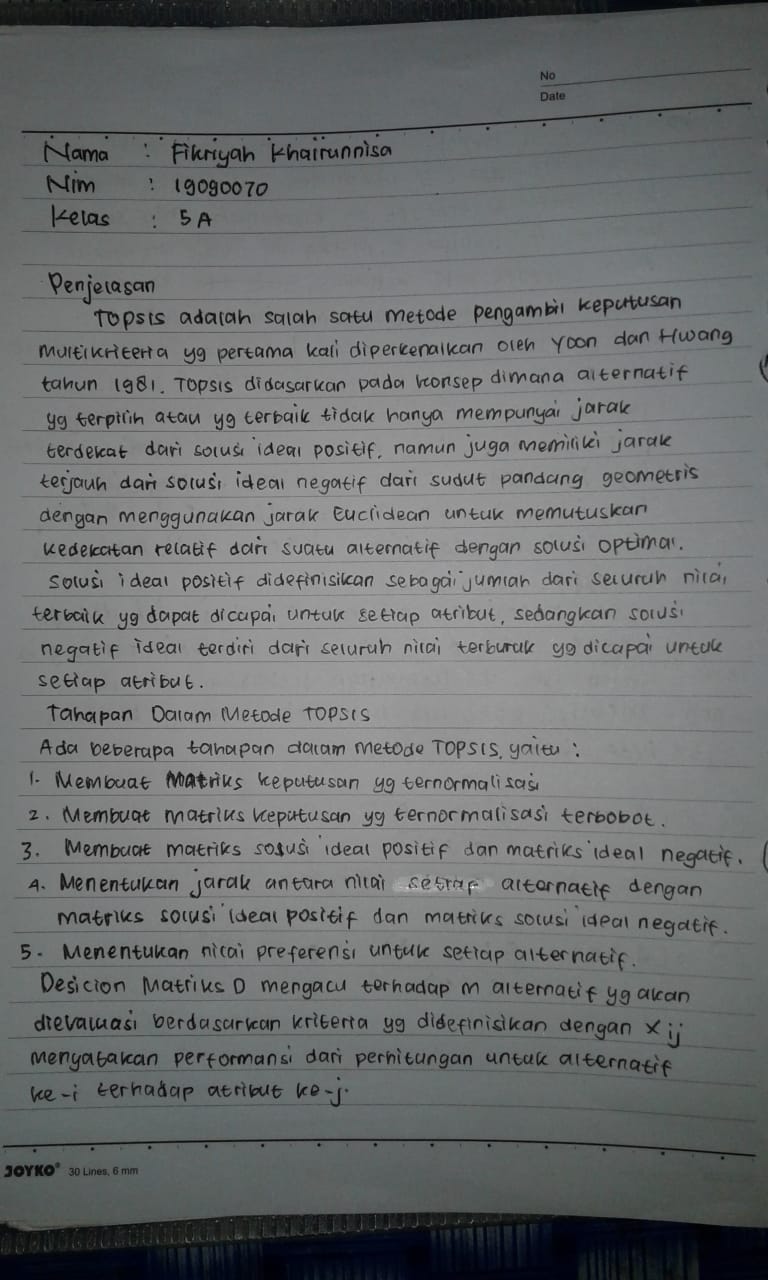 No
Date
Nama : Fikriyah Khairunnisa
Nim : 19090070
Kelas : 5 A
Penjelasan
TOPSIS adalah salah satu metode pengambil keputusan
multikriteria yg pertama kali diperkenalkan oleh Yoon dan Hwang
tahun 1981. TOPSIS didasarkan pada konsep dimana alternatif
yg terpilih atau yg terbaik tidak hanya mempunyai jarak
terdekat dari solusi ideal positif, namun juga memiliki jarak
terjauh dari solusi ideal negatif dari sudut pandang geometris
dengan menggunakan jarak Euclidean untuk memutuskan
kedekatan relatif dari suatu alternatif dengan solusi optimal.
Solusi ideal positif didefinisikan sebagai jumlah dari seluruh nilai
terbaik yg dapat dicapai untuk setiap atribut, sedangkan solusi
negatif ideal terdiri dari seluruh nilai terburuk yg dicapai untuk
setiap atribut.
Tahapan Dalam Metode TOPSIS
Ada beberapa tahapan dalam metode TOPSIS, yaitu :
1. Membuat Matriks keputusan yg ternormalisasi
2. Membuat matriks keputusan yg ternormalisasi terbobot.
3. Membuat matriks sosusi ideal positif dan matriks ideal negatif.
4. Menentukan jarak antara nilai setiap alternatif dengan
matriks solusi ideal positif dan matriks solusi ideal negatif.
5. Menentukan nilai preferensi untuk setiap alternatif.
Desicion Matriks D mengacu terhadap m alternatif yg akan
dievaluasi berdasarkan kriteria yg didefinisikan dengan x ij
menyatakan performansi dari perhitungan untuk alternatif
ke-i terhadap atribut ke-j.
JOYKO® 30 Lines, 6 mm